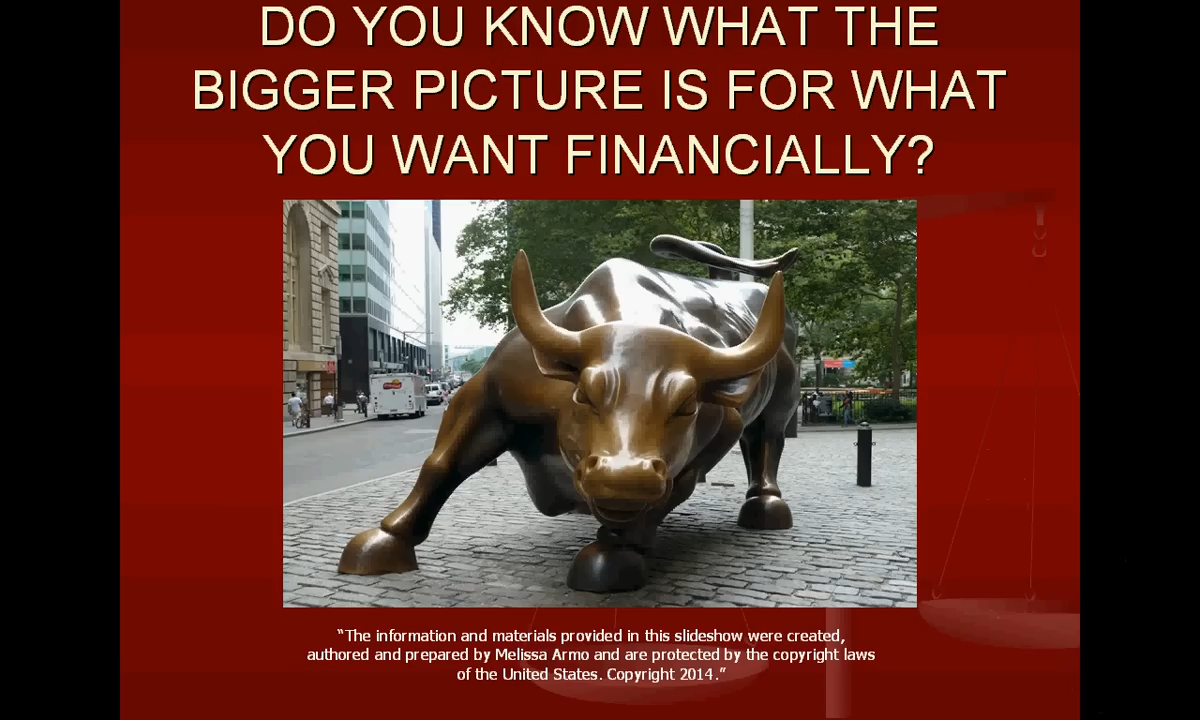 DO YOU KNOW WHAT THE
BIGGER PICTURE IS FOR WHAT
YOU WANT FINANCIALLY?
“The information and materials provided in this slideshow were created,
authored and prepared by Melissa Armo and are protected by the copyright laws
of the United States. Copyright 2014.”